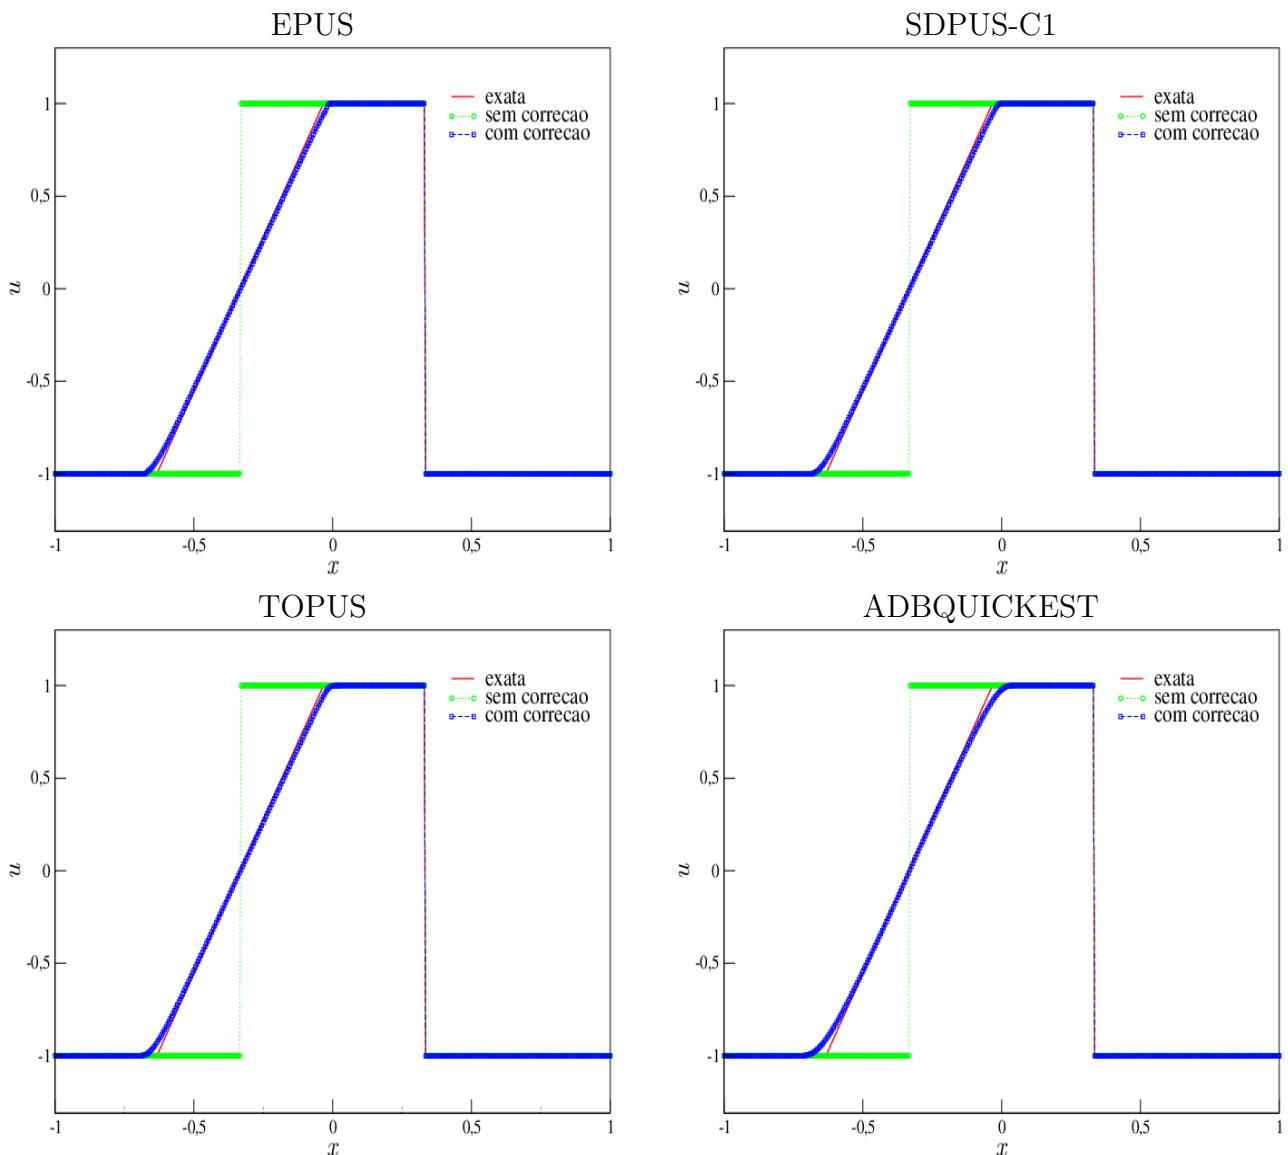 EPUS
exata
sem correcao
com correcao
1
0,5
0
-0,5
-1
u
-1
-0,5
0
0,5
1
x
SDPUS-C1
exata
sem correcao
com correcao
1
0,5
0
-0,5
-1
u
-1
-0,5
0
0,5
1
x
TOPUS
exata
sem correcao
com correcao
1
0,5
0
-0,5
-1
u
-1
-0,5
0
0,5
1
x
ADBQUICKEST
exata
sem correcao
com correcao
1
0,5
0
-0,5
-1
u
-1
-0,5
0
0,5
1
x